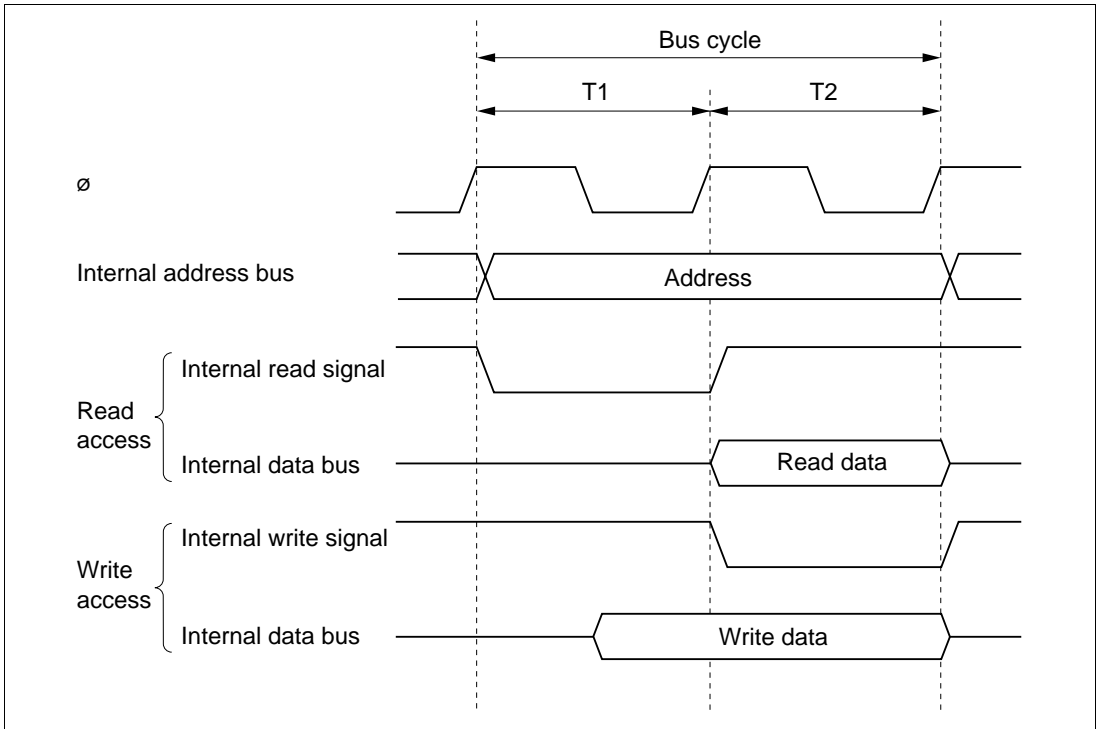 Bus cycle
T1
T2
ø
Internal address bus
Address
Read
access
Internal read signal
Internal data bus
Read data
Write
access
Internal write signal
Internal data bus
Write data